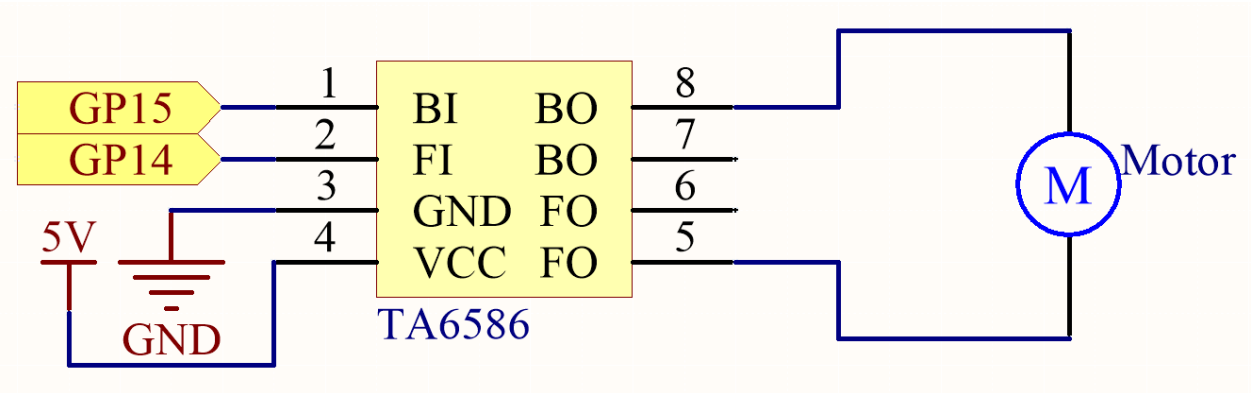 GP15 1 BI BO 8
GP14 2 FI BO 7
3 GND FO 6
5V 4 VCC FO 5
GND
TA6586
M Motor